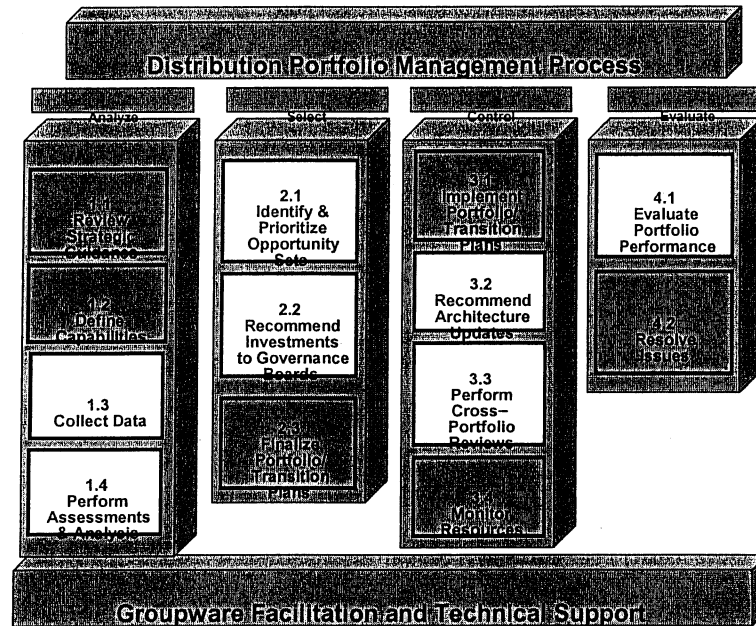 Distribution Portfolio Management Process
Analyze
Select
Control
Evaluate
1.1
Review
Strategic
Guidance
1.2
Define
Capabilities
1.3
Collect Data
1.4
Perform
Assessments
& Analysis
2.1
Identify &
Prioritize
Opportunity
Sets
2.2
Recommend
Investments
to Governance
Boards
2.3
Finalize
Portfolio/
Transition
Plans
3.1
Implement
Portfolio/
Transition
Plans
3.2
Recommend
Architecture
Updates
3.3
Perform
Cross–
Portfolio
Reviews
3.4
Monitor
Resources
4.1
Evaluate
Portfolio
Performance
4.2
Resolve
Issues
Groupware Facilitation and Technical Support